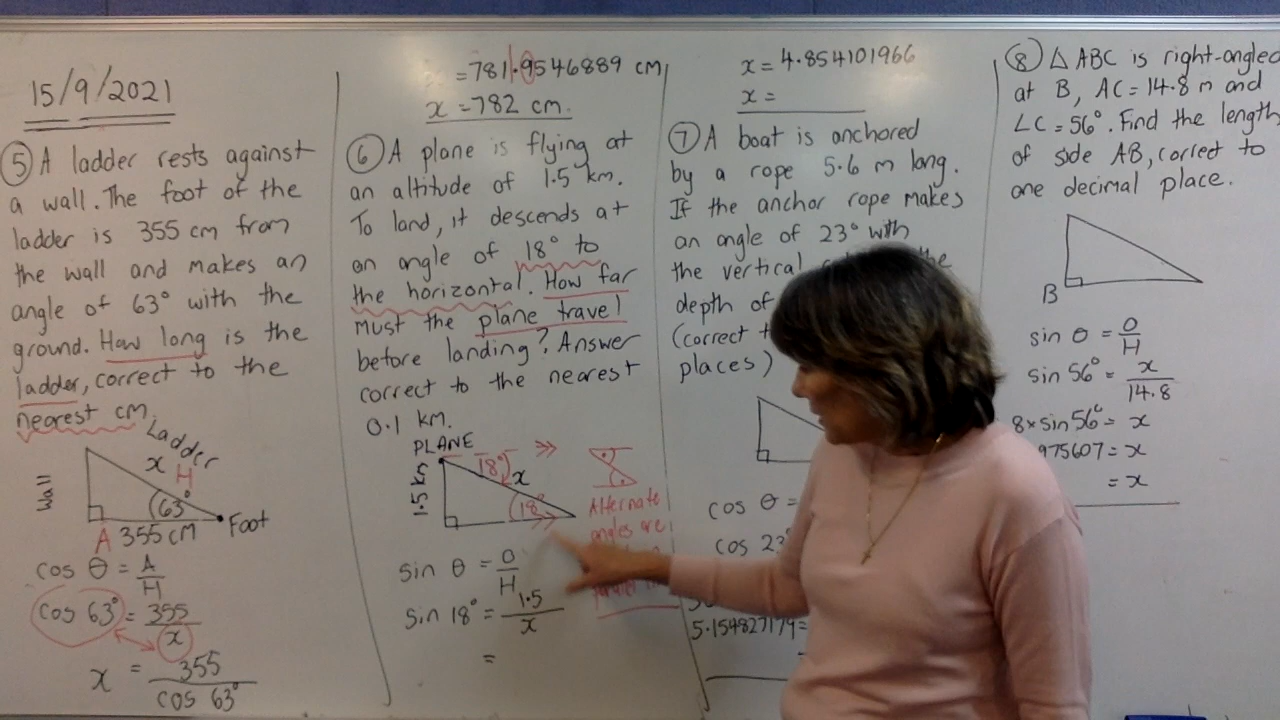 15/9/2021
⑤ A ladder rests against
a wall. The foot of the
ladder is 355 cm from
the wall and makes an
angle of 63° with the
ground. How long is the
ladder, correct to the
nearest cm.
Ladder
x
H
Wall
63°
A 355 cm
Foot
cos θ = A/H
cos 63° = 355/x
x = 355/cos 63°
= 781.9546889 cm
x = 782 cm.
⑥ A plane is flying at
an altitude of 1.5 km.
To land, it descends at
an angle of 18° to
the horizontal. How far
must the plane travel
before landing? Answer
correct to the nearest
0.1 km.
PLANE
18°
x
1.5 km
18°
Alternate
angles are
sin θ = O/H
sin 18° = 1.5/x
=
x = 4.854101966
x =
⑦ A boat is anchored
by a rope 5.6 m long.
If the anchor rope makes
an angle of 23° with
the vertical the
depth of
(correct
places)
cos θ =
cos 23°
5.154827179 =
=
⑧ △ ABC is right-angled
at B, AC = 14.8 m and
∠C = 56°. Find the length
of side AB, correct to
one decimal place.
B
sin θ = O/H
sin 56° = x/14.8
8 × sin 56° = x
975607 = x
= x